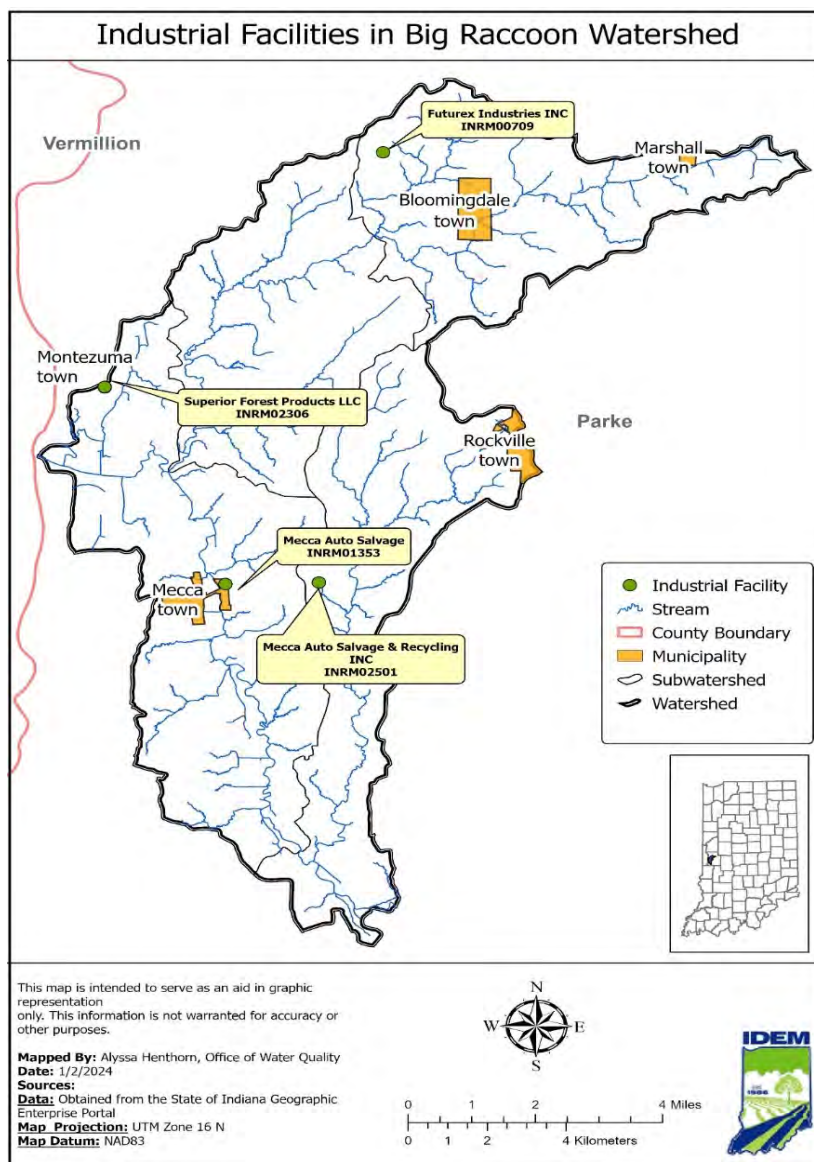 Industrial Facilities in Big Raccoon Watershed
Futurex Industries INC
INRM00709
Vermillion
Marshall
town
Bloomingdale
town
Montezuma
town
Superior Forest Products LLC
INRM02306
Parke
Rockville
town
Mecca Auto Salvage
INRM01353
Mecca
town
Mecca Auto Salvage & Recycling
INC
INRM02501
Industrial Facility
Stream
County Boundary
Municipality
Subwatershed
Watershed
This map is intended to serve as an aid in graphic
representation
only. This information is not warranted for accuracy or
other purposes.
Mapped By: Alyssa Henthorn, Office of Water Quality
Date: 1/2/2024
Sources:
Data: Obtained from the State of Indiana Geographic
Enterprise Portal
Map Projection: UTM Zone 16 N
Map Datum: NAD83
N
W E
S
0 1 2 4 Miles
0 1 2 4 Kilometers
IDEM
1986